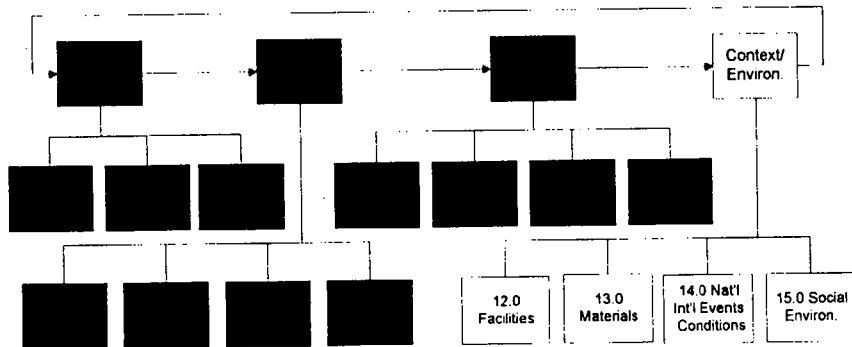 Context/
Environ.
12.0
Facilities
13.0
Materials
14.0 Nat'l
Int'l Events
Conditions
15.0 Social
Environ.